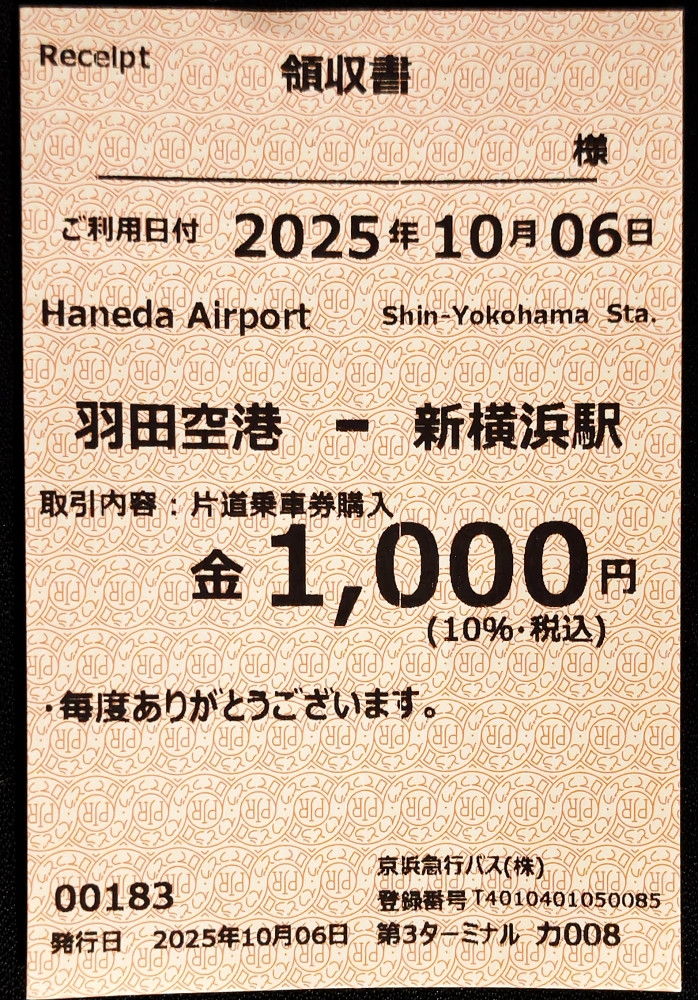 Receipt
領収書
様
ご利用日付 2025年10月06日
Haneda Airport Shin-Yokohama Sta.
羽田空港 － 新横浜駅
取引内容：片道乗車券購入
金1,000円
(10%･税込)
･毎度ありがとうございます。
京浜急行バス(株)
00183 登録番号T4010401050085
発行日 2025年10月06日 第3ターミナル カ008